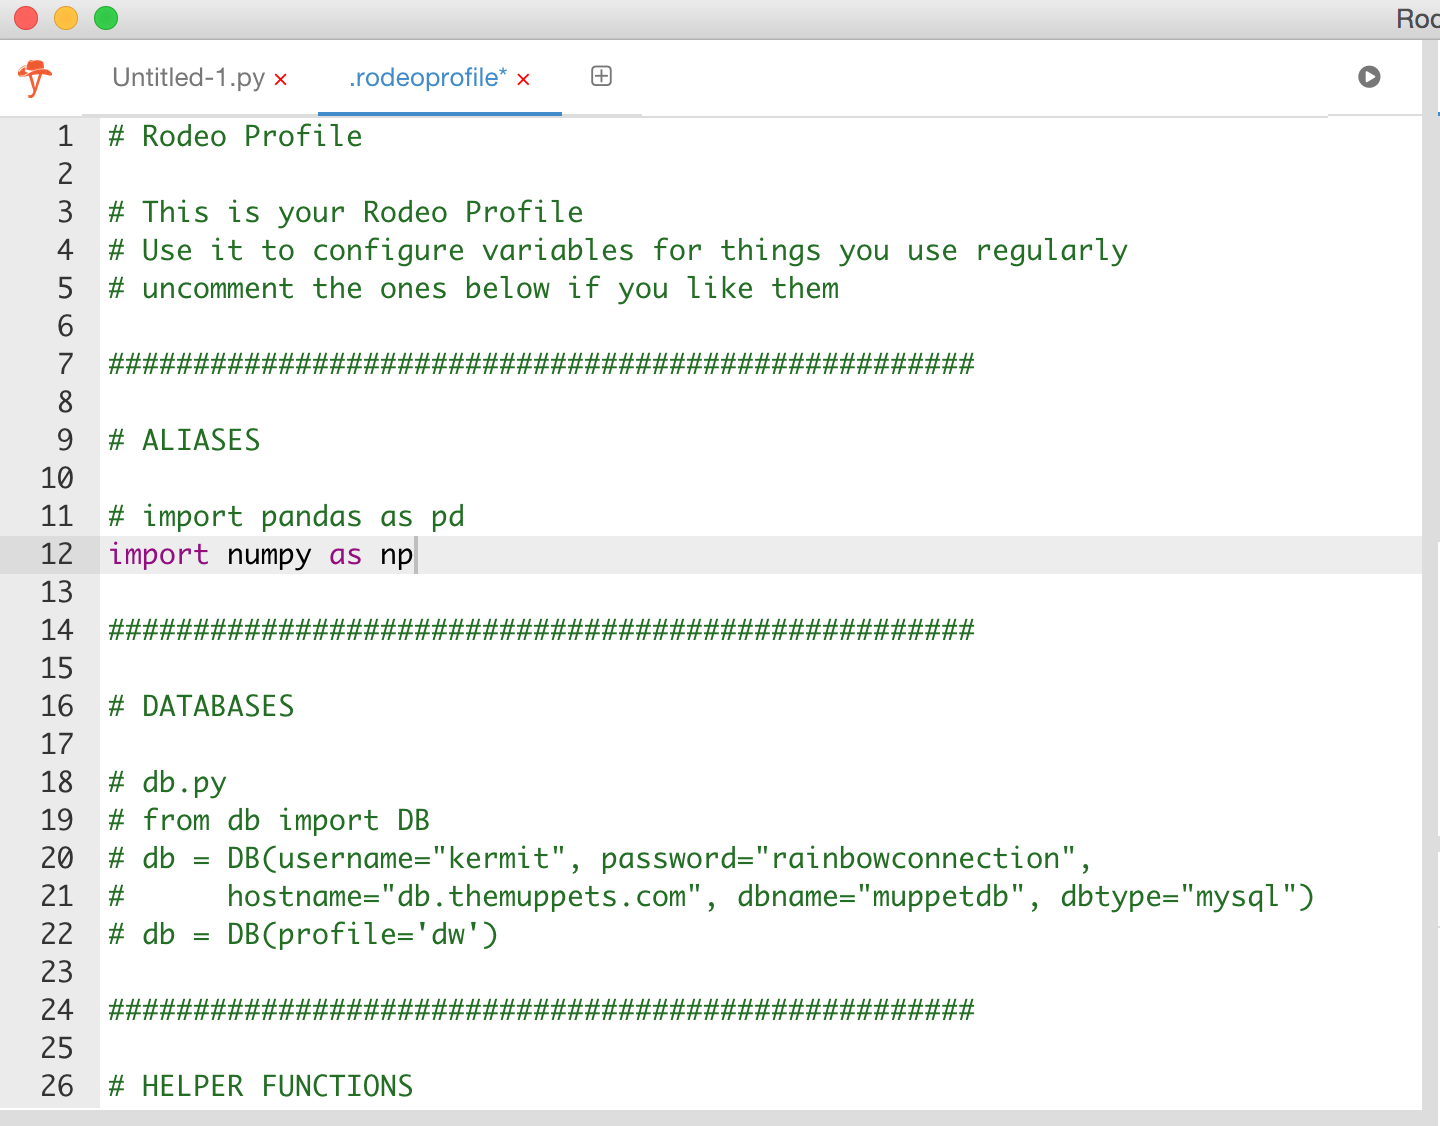 Rod
Untitled-1.py × .rodeoprofile* ×
1 # Rodeo Profile
2
3 # This is your Rodeo Profile
4 # Use it to configure variables for things you use regularly
5 # uncomment the ones below if you like them
6
7 ###################################################
8
9 # ALIASES
10
11 # import pandas as pd
12 import numpy as np
13
14 ###################################################
15
16 # DATABASES
17
18 # db.py
19 # from db import DB
20 # db = DB(username="kermit", password="rainbowconnection",
21 #      hostname="db.themuppets.com", dbname="muppetdb", dbtype="mysql")
22 # db = DB(profile='dw')
23
24 ###################################################
25
26 # HELPER FUNCTIONS